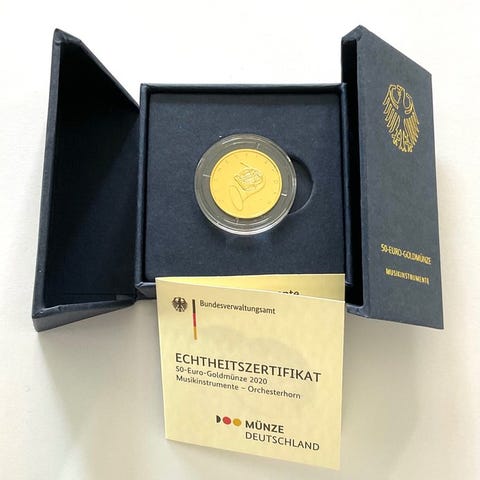 50-EURO-GOLDMÜNZE
MUSIKINSTRUMENTE
Bundesverwaltungsamt
ECHTHEITSZERTIFIKAT
50-Euro-Goldmünze 2020
Musikinstrumente – Orchesterhorn
MÜNZE
DEUTSCHLAND